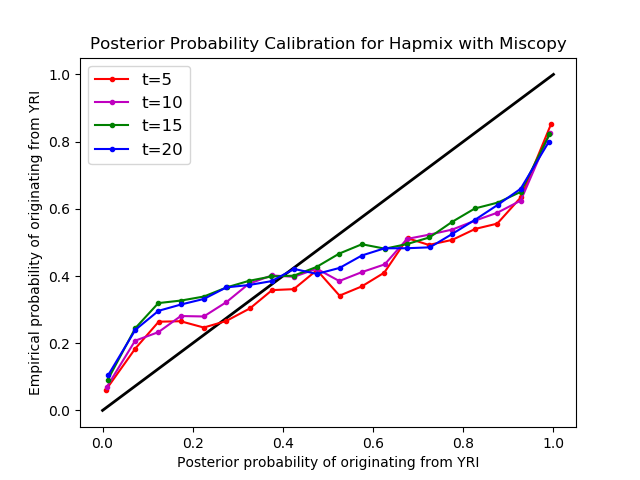 Posterior Probability Calibration for Hapmix with Miscopy
t=5
t=10
t=15
t=20
Empirical probability of originating from YRI
1.0
0.8
0.6
0.4
0.2
0.0
0.0 0.2 0.4 0.6 0.8 1.0
Posterior probability of originating from YRI